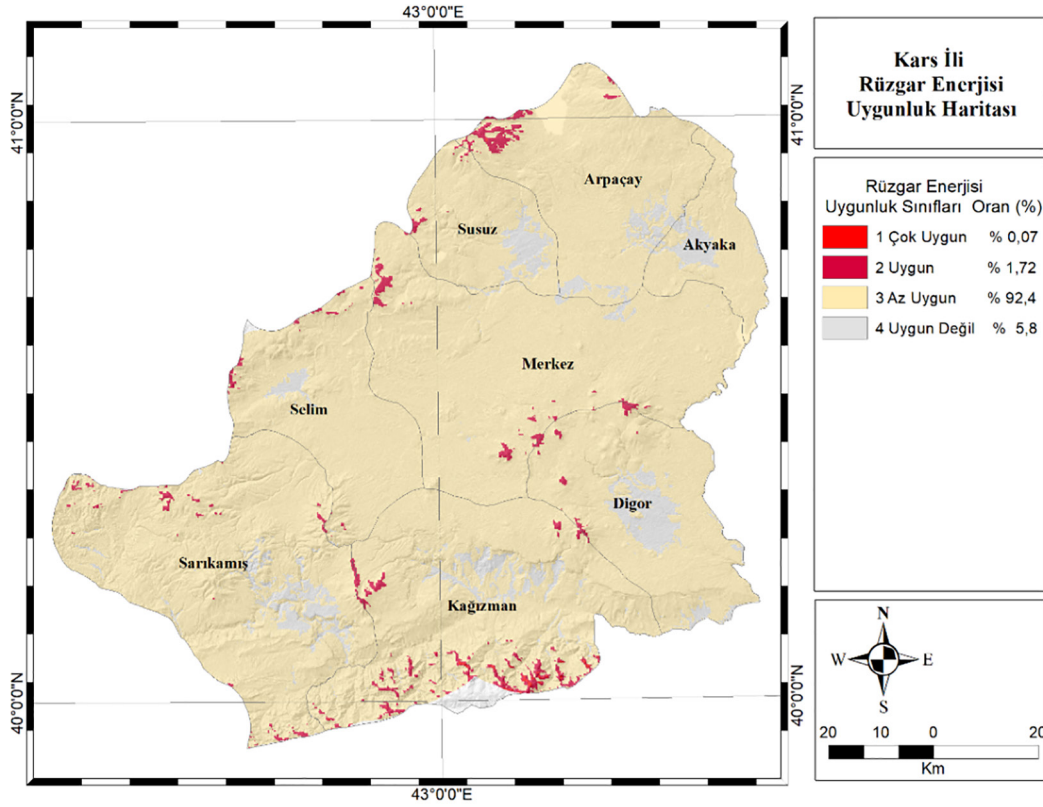 43°0'0"E
41°0'0"N
41°0'0"N
Arpaçay
Susuz
Akyaka
Merkez
Selim
Digor
Sarıkamış
Kağızman
40°0'0"N
40°0'0"N
43°0'0"E
Kars İli
Rüzgar Enerjisi
Uygunluk Haritası
Rüzgar Enerjisi
Uygunluk Sınıfları Oran (%)
1 Çok Uygun % 0,07
2 Uygun % 1,72
3 Az Uygun % 92,4
4 Uygun Değil % 5,8
N
W E
S
20 10 0 20
Km